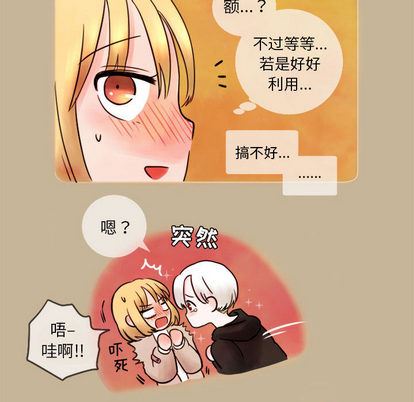 额...？
不过等等...
若是好好
利用...
搞不好...
......
嗯？
突然
唔–
哇啊!!
吓
死